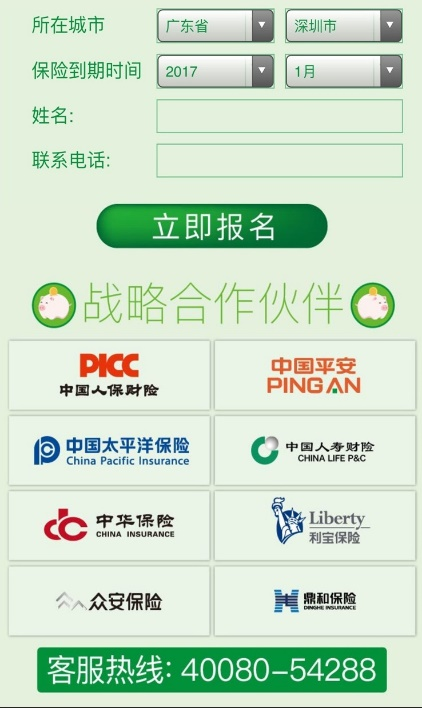 所在城市 广东省 深圳市
保险到期时间 2017 1月
姓名:
联系电话:
立即报名
战略合作伙伴
PICC
中国人保财险
中国平安
PING AN
中国太平洋保险
China Pacific Insurance
中国人寿财险
CHINA LIFE P&C
中华保险
CHINA INSURANCE
Liberty
利宝保险
众安保险
鼎和保险
DINGHE INSURANCE
客服热线: 40080-54288